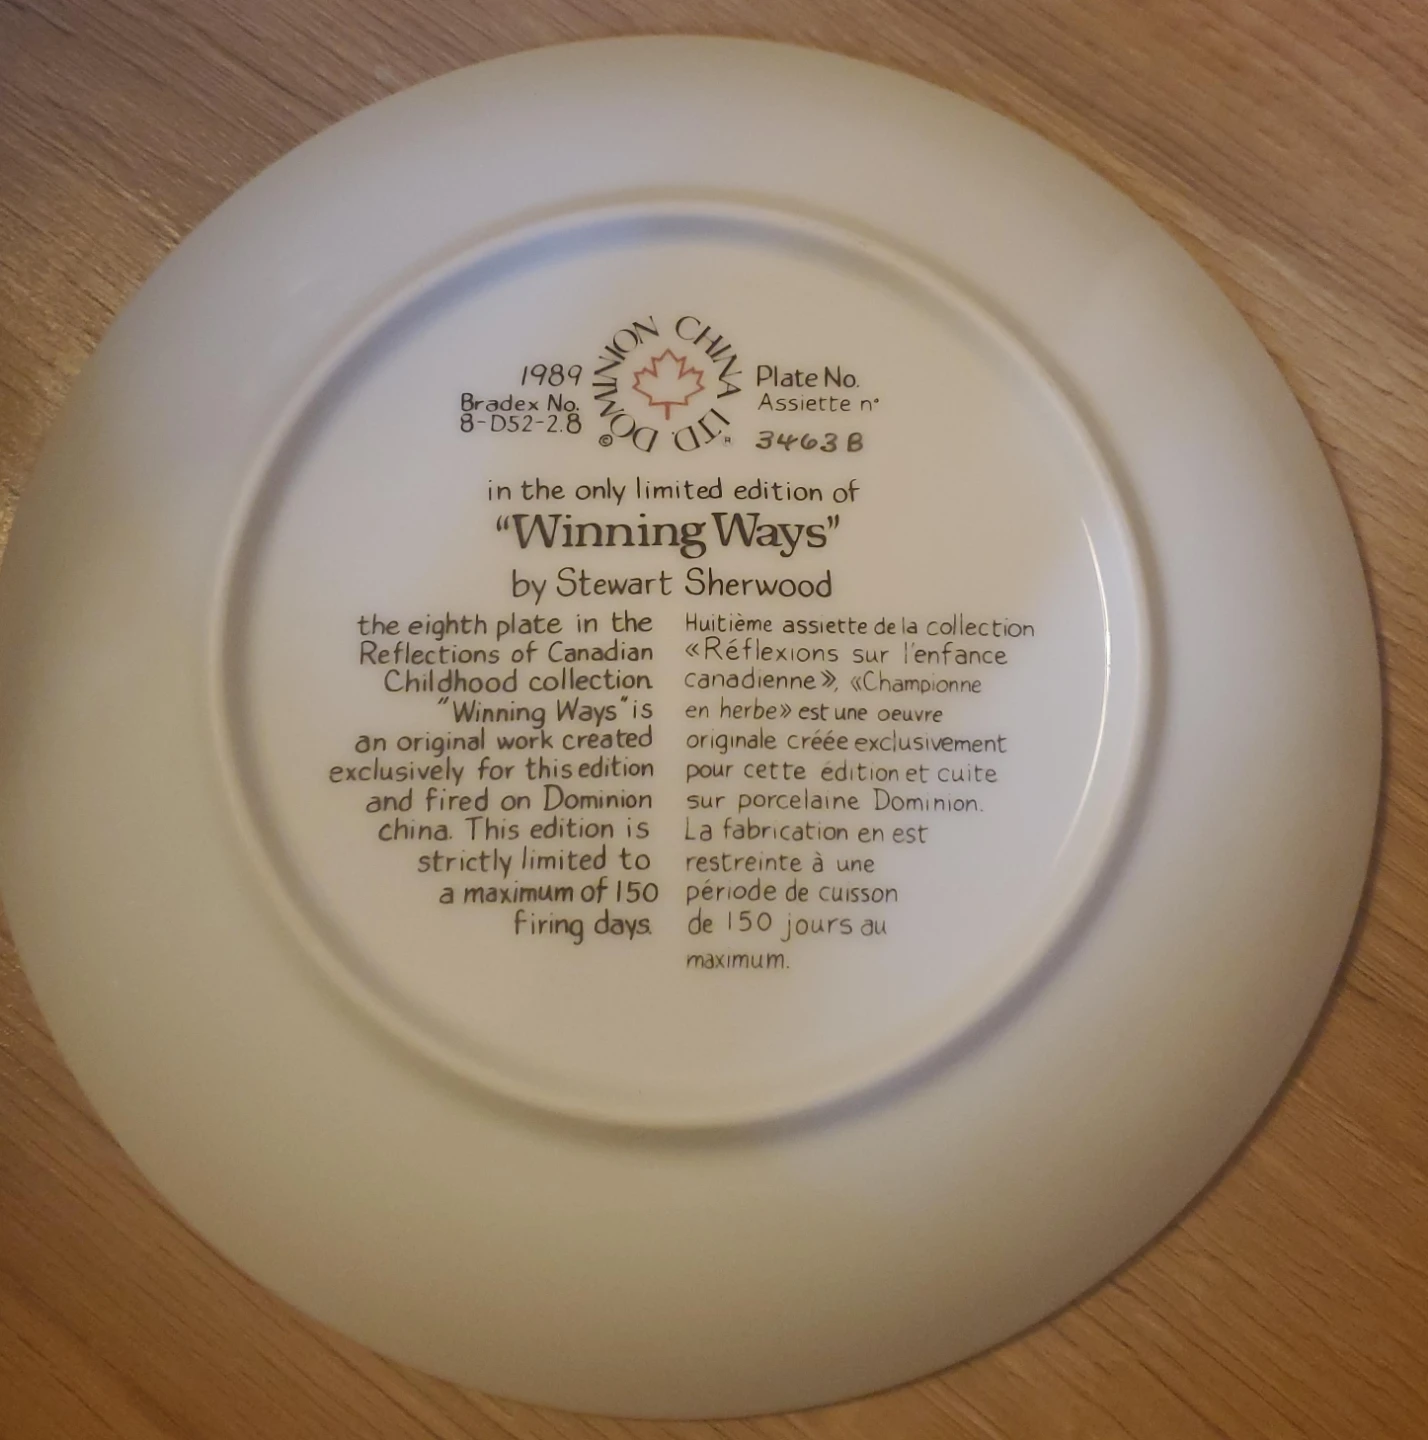 1989
Bradex No.
8-D52-2.8
© DOMINION CHINA LTD. ®
Plate No.
Assiette n°
3463 B
in the only limited edition of
“Winning Ways”
by Stewart Sherwood
the eighth plate in the
Reflections of Canadian
Childhood collection
"Winning Ways" is
an original work created
exclusively for this edition
and fired on Dominion
china. This edition is
strictly limited to
a maximum of 150
firing days.
Huitième assiette de la collection
«Réflexions sur l'enfance
canadienne», «Championne
en herbe» est une oeuvre
originale créée exclusivement
pour cette édition et cuite
sur porcelaine Dominion.
La fabrication en est
restreinte à une
période de cuisson
de 150 jours au
maximum.